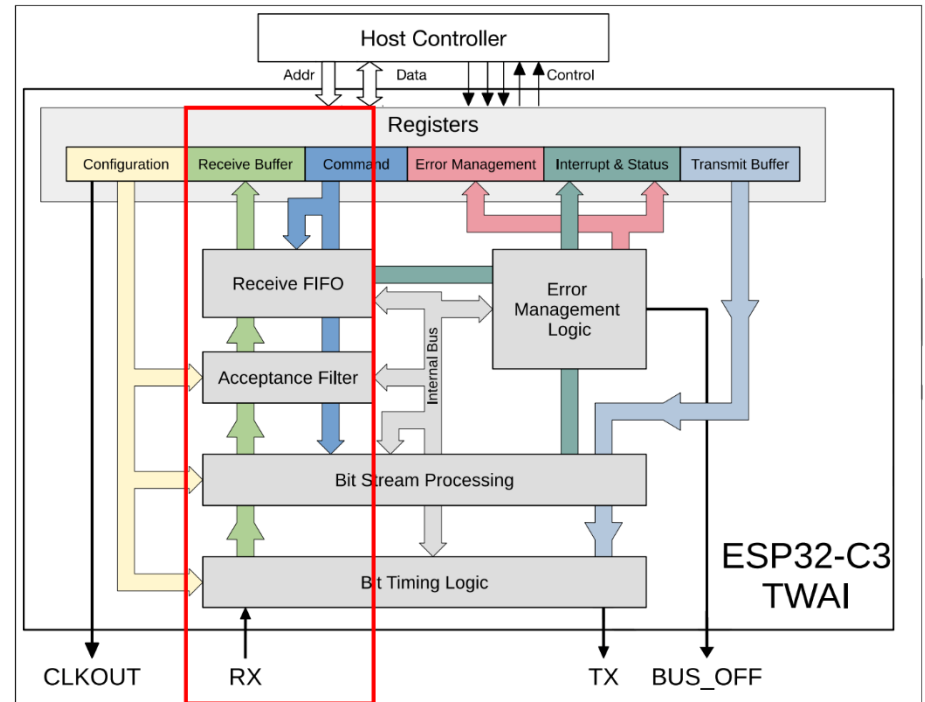 Host Controller
Addr
Data
Control
Registers
Configuration
Receive Buffer
Command
Error Management
Interrupt & Status
Transmit Buffer
Receive FIFO
Error
Management
Logic
Internal Bus
Acceptance Filter
Bit Stream Processing
Bit Timing Logic
ESP32-C3
TWAI
CLKOUT
RX
TX
BUS_OFF